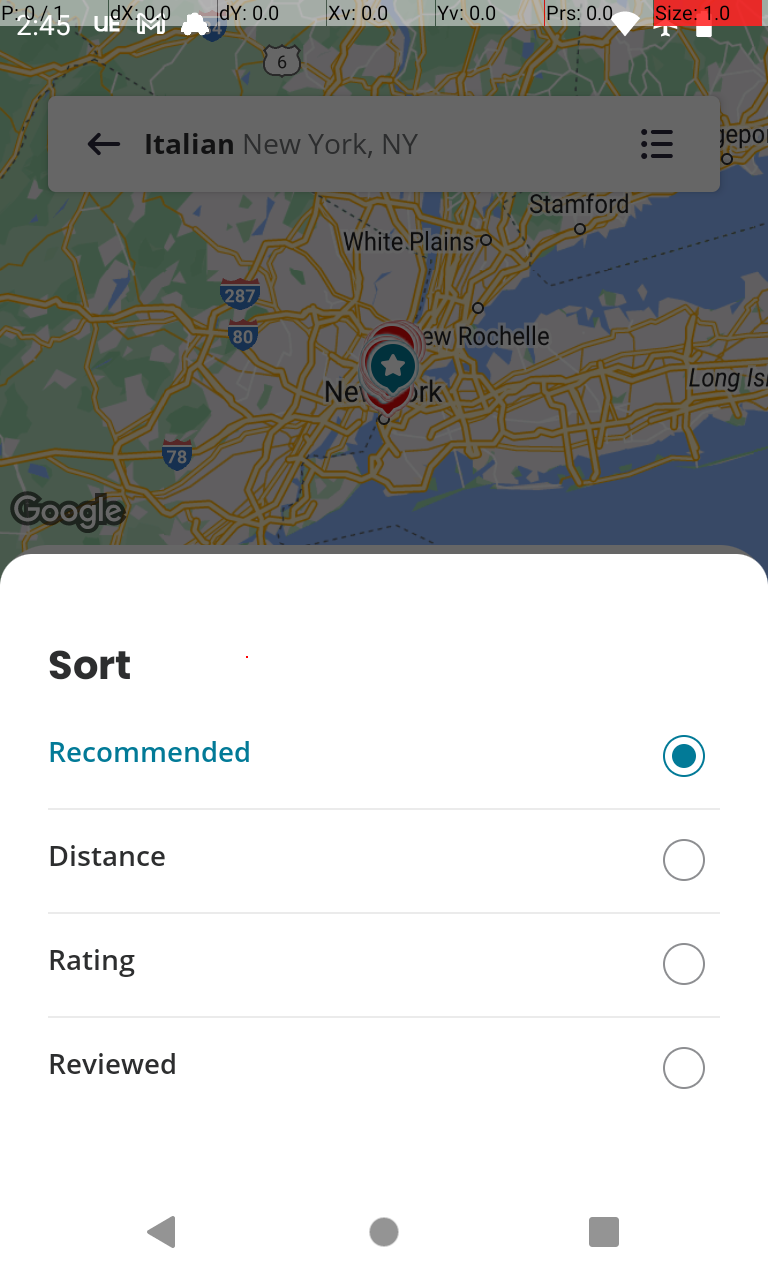 P: 0 / 1 dX: 0.0 dY: 0.0 Xv: 0.0 Yv: 0.0 Prs: 0.0 Size: 1.0
2:45 UE
6
Italian New York, NY
Stamford
White Plains
287
80
ew Rochelle
New York
Long Isl
78
Google
Sort
Recommended
Distance
Rating
Reviewed